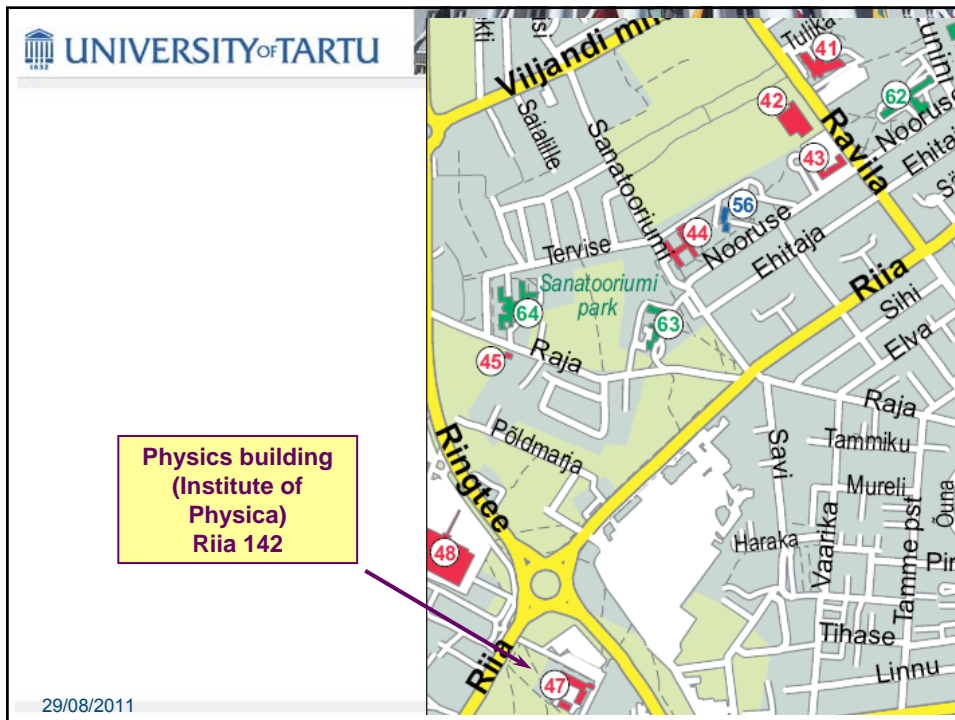 UNIVERSITY OF TARTU
1632
Viljandi mnt
Tulika
41
62
42
Saialille
Sanatooriumi
Ravila
Nooruse
43
56
44
Nooruse
Ehitaja
Tervise
Riia
Sanatooriumi
park
Sihi
64
63
Elva
45
Raja
Raja
Põldmarja
Savi
Tammiku
Ringtee
Mureli
Õuna
Physics building
(Institute of
Physica)
Riia 142
48
Haraka
Vaarika
Tamme pst
Tihase
Linnu
Riia
47
29/08/2011